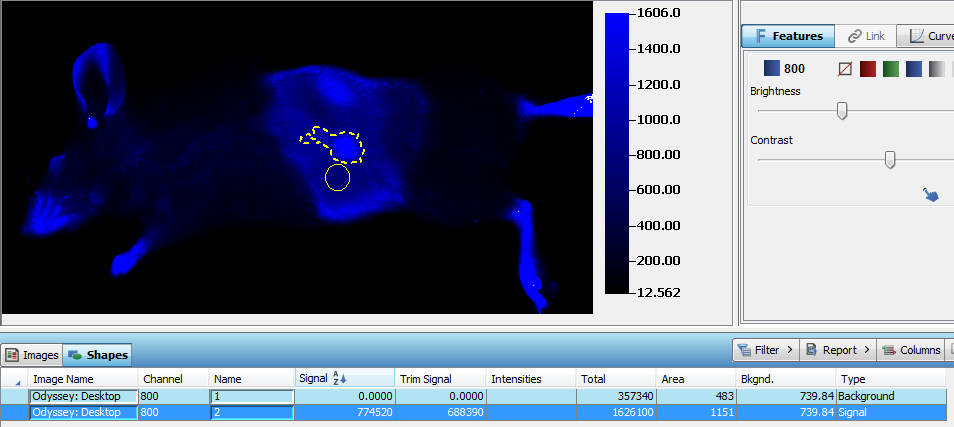 1606.0
1400.0
1200.0
1000.00
800.00
600.00
400.00
200.00
12.562
Features Link Curve
800
Brightness
Contrast
Images Shapes Filter Report Columns
Image Name Channel Name Signal Trim Signal Intensities Total Area Bkgnd. Type
Odyssey: Desktop 800 1 0.0000 0.0000 357340 483 739.84 Background
Odyssey: Desktop 800 2 774520 688390 1626100 1151 739.84 Signal